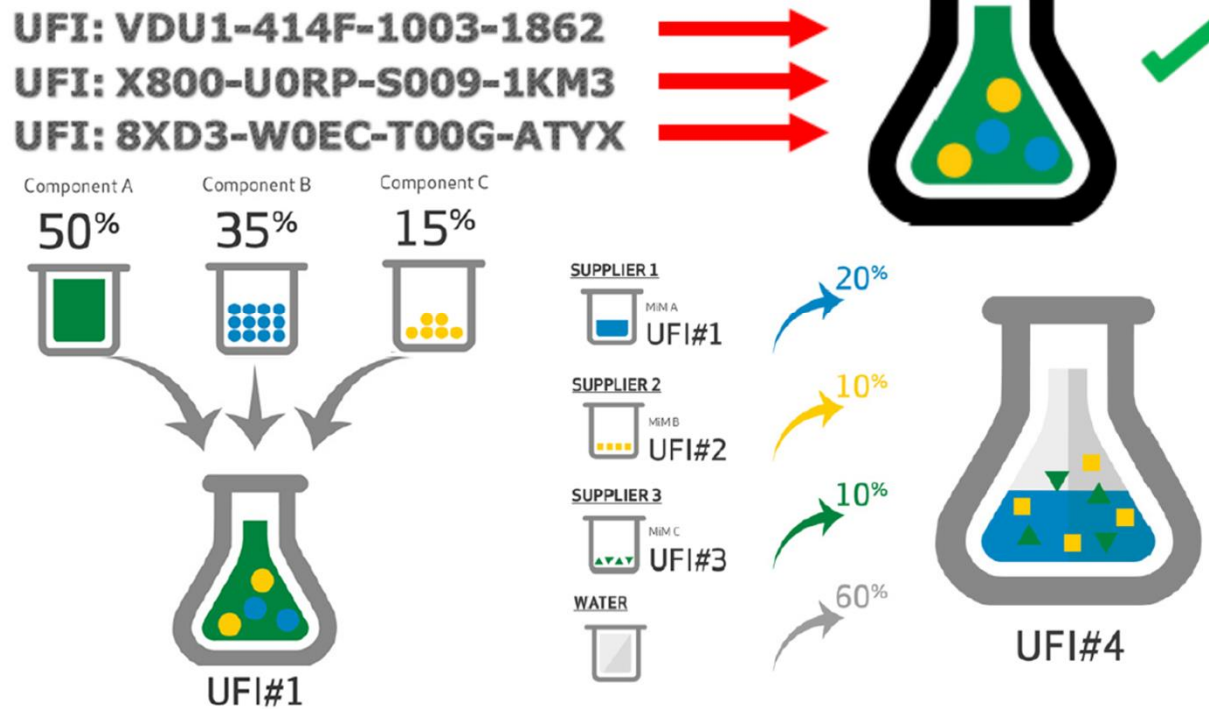 UFI: VDU1-414F-1003-1862
UFI: X800-U0RP-S009-1KM3
UFI: 8XD3-W0EC-T00G-ATYX
Component A
50%
Component B
35%
Component C
15%
UFI#1
SUPPLIER 1
MiM A
UFI#1
20%
SUPPLIER 2
MiM B
UFI#2
10%
SUPPLIER 3
MiM C
UFI#3
10%
WATER
60%
UFI#4